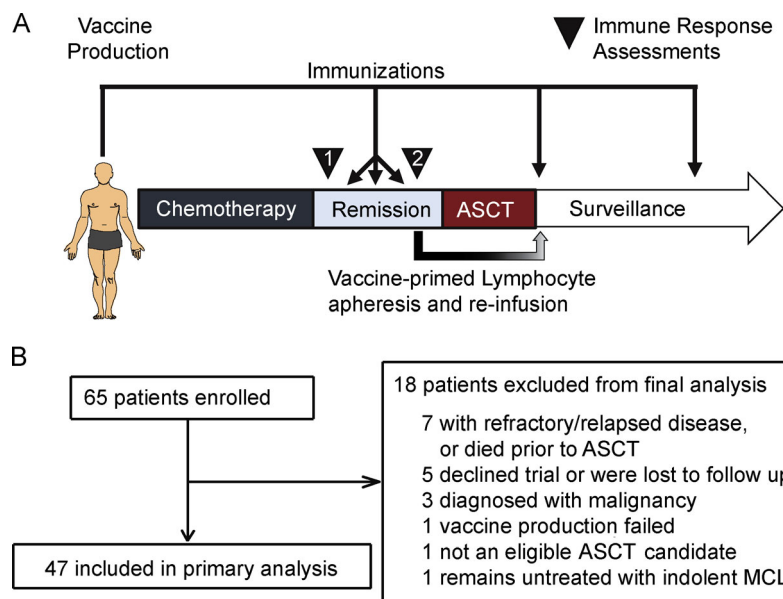 A
Vaccine
Production
Immune Response
Assessments
Immunizations
1
2
Chemotherapy
Remission
ASCT
Surveillance
Vaccine-primed Lymphocyte
apheresis and re-infusion
B
65 patients enrolled
47 included in primary analysis
18 patients excluded from final analysis
7 with refractory/relapsed disease,
or died prior to ASCT
5 declined trial or were lost to follow up
3 diagnosed with malignancy
1 vaccine production failed
1 not an eligible ASCT candidate
1 remains untreated with indolent MCL